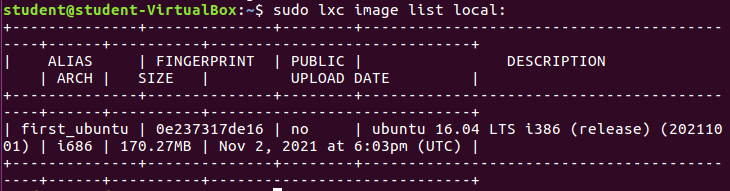 student@student-VirtualBox:~$ sudo lxc image list local:
+--------------+--------------+--------+------------------------------------
----+------+----------+------------------------------+
|    ALIAS     | FINGERPRINT  | PUBLIC |               DESCRIPTION
    | ARCH |   SIZE   |         UPLOAD DATE          |
+--------------+--------------+--------+------------------------------------
----+------+----------+------------------------------+
| first_ubuntu | 0e237317de16 | no     | ubuntu 16.04 LTS i386 (release) (202110
01) | i686 | 170.27MB | Nov 2, 2021 at 6:03pm (UTC) |
+--------------+--------------+--------+------------------------------------
----+------+----------+------------------------------+